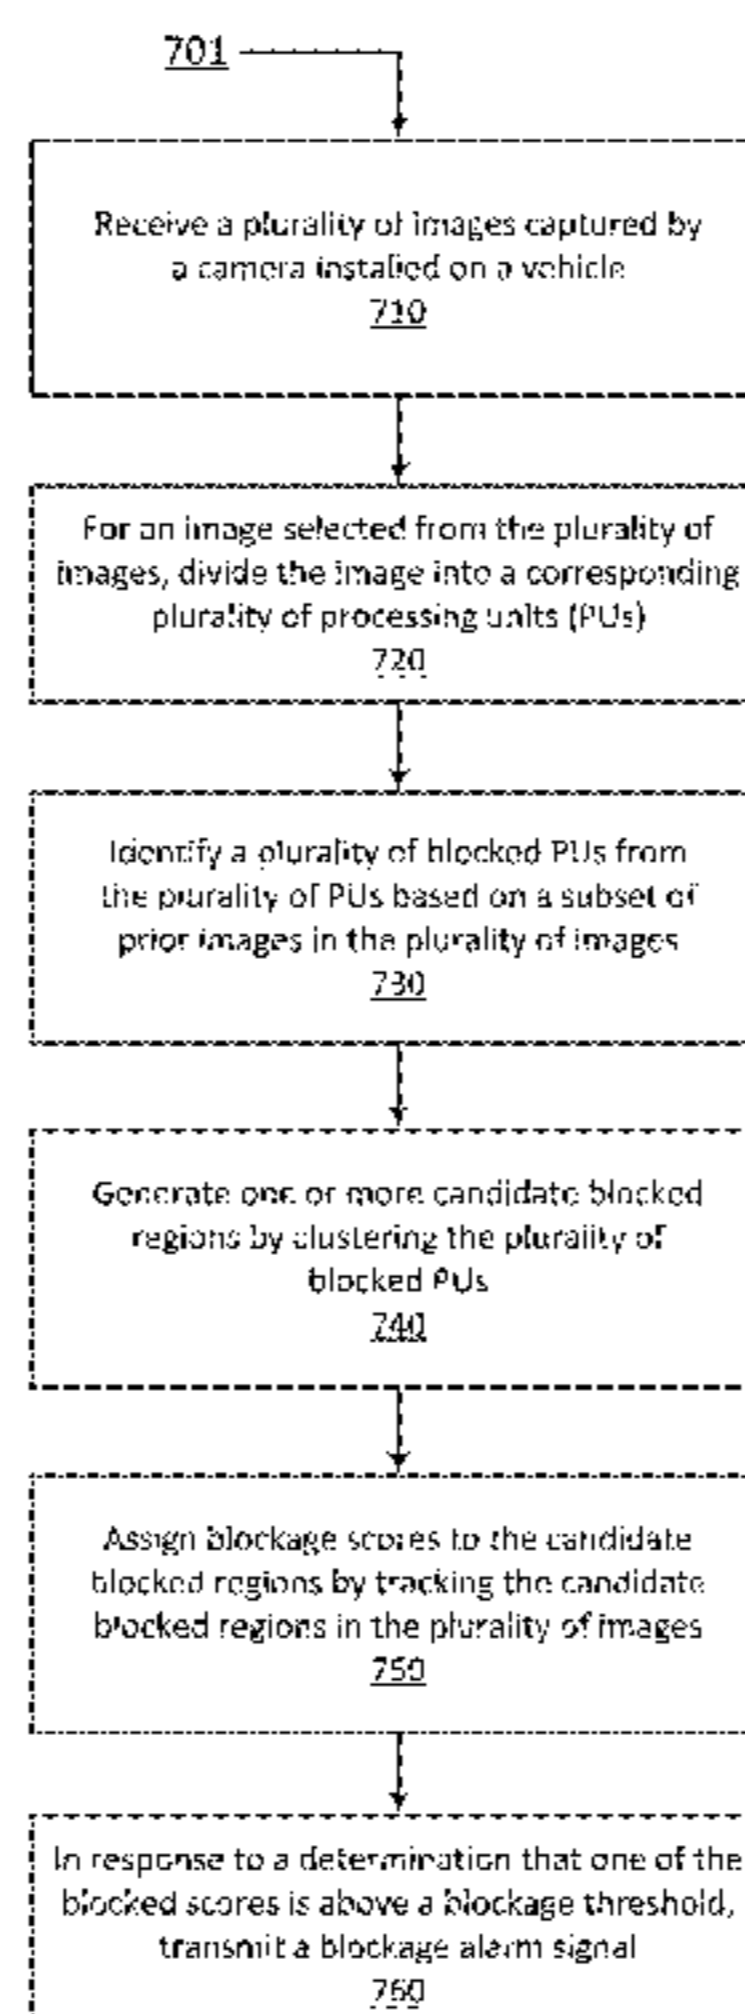 701
Receive a plurality of images captured by
a camera installed on a vehicle
710
For an image selected from the plurality of
images, divide the image into a corresponding
plurality of processing units (PUs)
720
Identify a plurality of blocked PUs from
the plurality of PUs based on a subset of
prior images in the plurality of images
730
Generate one or more candidate blocked
regions by clustering the plurality of
blocked PUs
740
Assign blockage scores to the candidate
blocked regions by tracking the candidate
blocked regions in the plurality of images
750
In response to a determination that one of the
blocked scores is above a blockage threshold,
transmit a blockage alarm signal
760